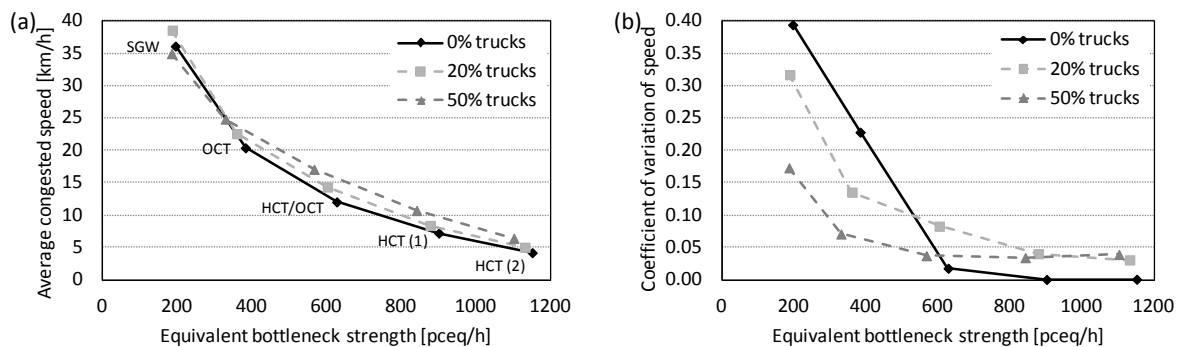 (a)
Average congested speed [km/h]
40
35
30
25
20
15
10
5
0
SGW
OCT
HCT/OCT
HCT (1)
HCT (2)
0% trucks
20% trucks
50% trucks
0 200 400 600 800 1000 1200
Equivalent bottleneck strength [pceq/h]
(b)
Coefficient of variation of speed
0.40
0.35
0.30
0.25
0.20
0.15
0.10
0.05
0.00
0% trucks
20% trucks
50% trucks
0 200 400 600 800 1000 1200
Equivalent bottleneck strength [pceq/h]